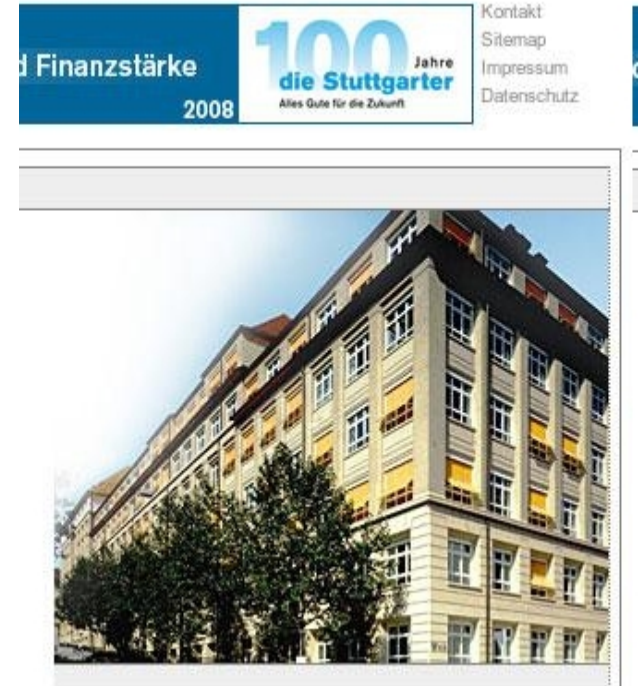 d Finanzstärke
2008
100
Jahre
die Stuttgarter
Alles Gute für die Zukunft
Kontakt
Sitemap
Impressum
Datenschutz